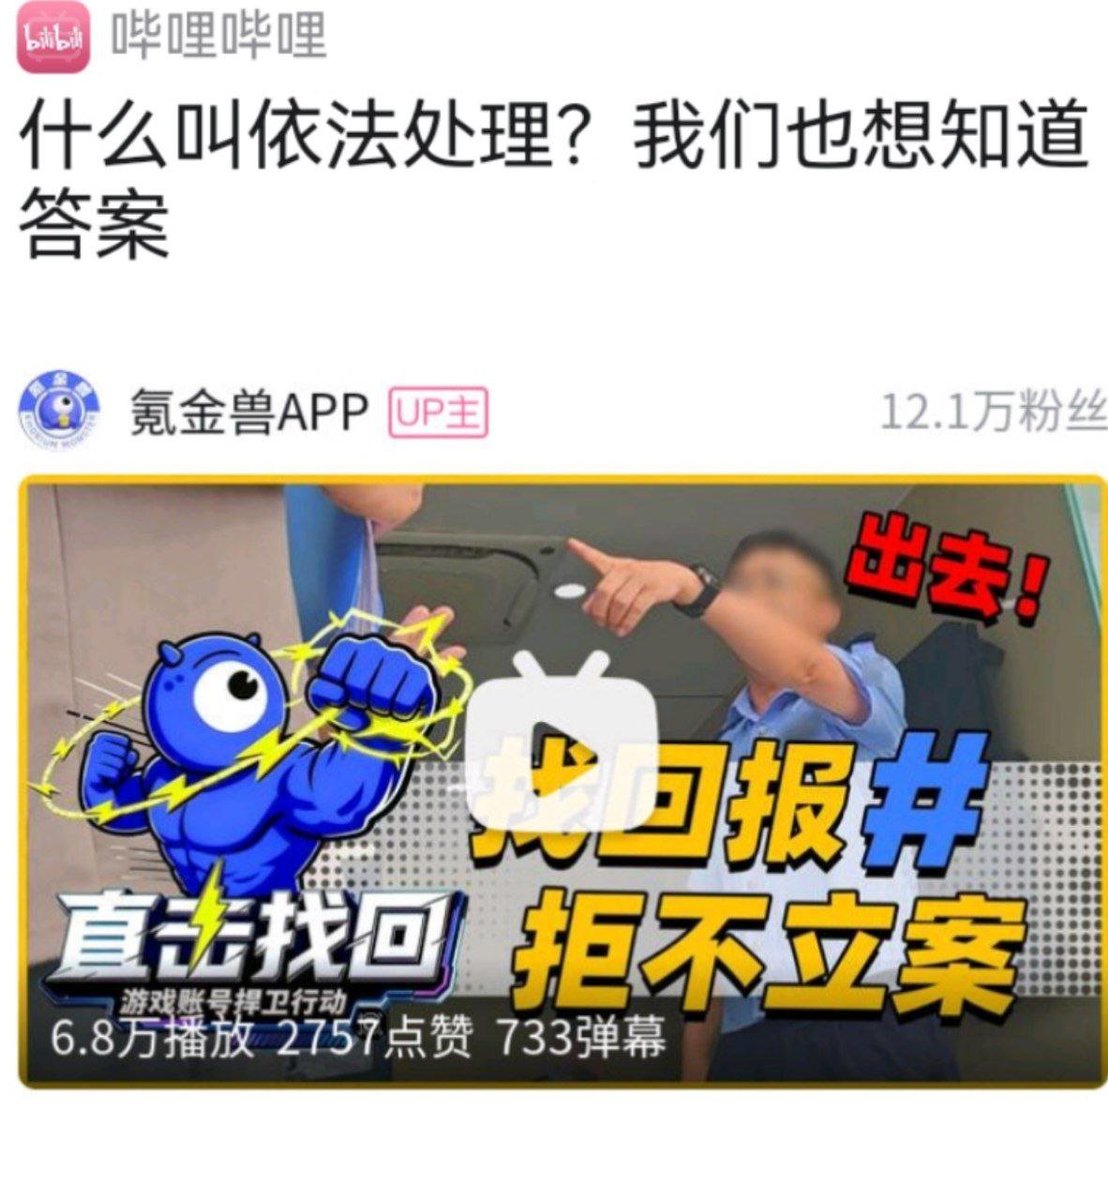 bilibili 哔哩哔哩
什么叫依法处理？我们也想知道
答案
氪金兽
氪金兽APP UP主 12.1万粉丝
出去！
找回报#
拒不立案
直击找回
游戏账号捍卫行动
6.8万播放 2757点赞 733弹幕